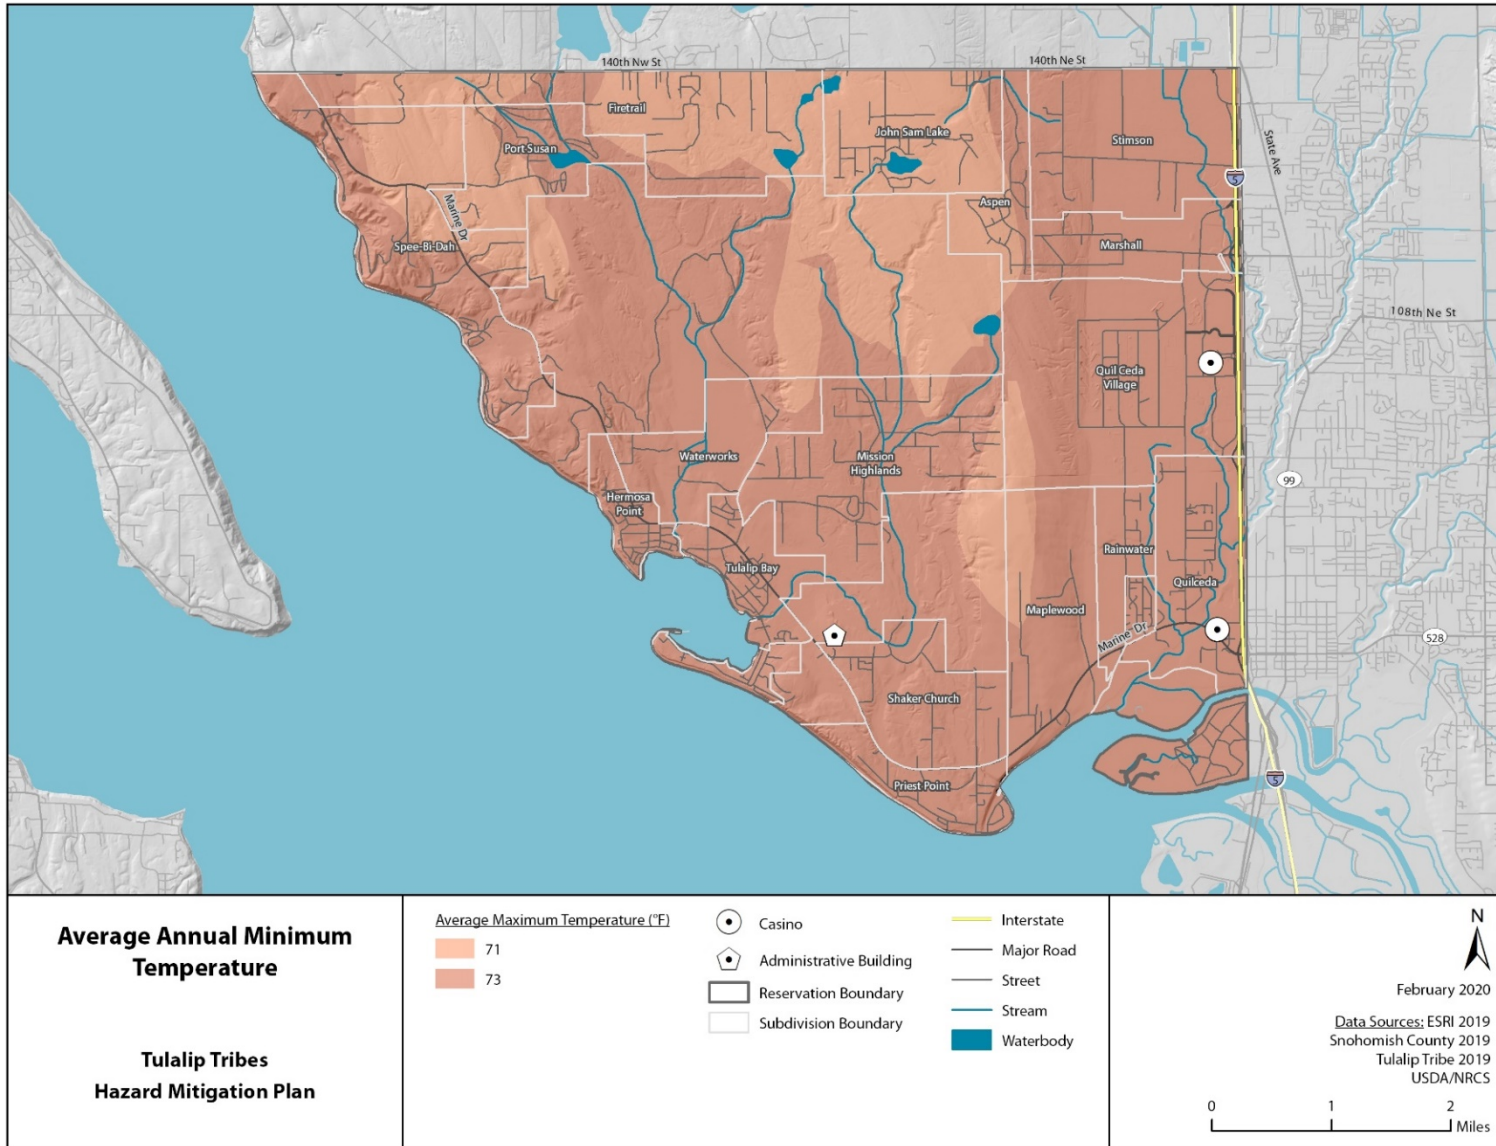 140th Nw St
140th Ne St
Firetrail
John Sam Lake
Port Susan
Stimson
State Ave
5
Aspen
Marine Dr
Spee-Bi-Dah
Marshall
108th Ne St
Quil Ceda
Village
Waterworks
Mission
Highlands
99
Hermosa
Point
Rainwater
Tulalip Bay
Quilceda
Maplewood
Marine Dr
528
Shaker Church
5
Priest Point
Average Annual Minimum
Temperature
Tulalip Tribes
Hazard Mitigation Plan
Average Maximum Temperature (°F)
71
73
Casino
Administrative Building
Reservation Boundary
Subdivision Boundary
Interstate
Major Road
Street
Stream
Waterbody
N
February 2020
Data Sources: ESRI 2019
Snohomish County 2019
Tulalip Tribe 2019
USDA/NRCS
0 1 2
Miles